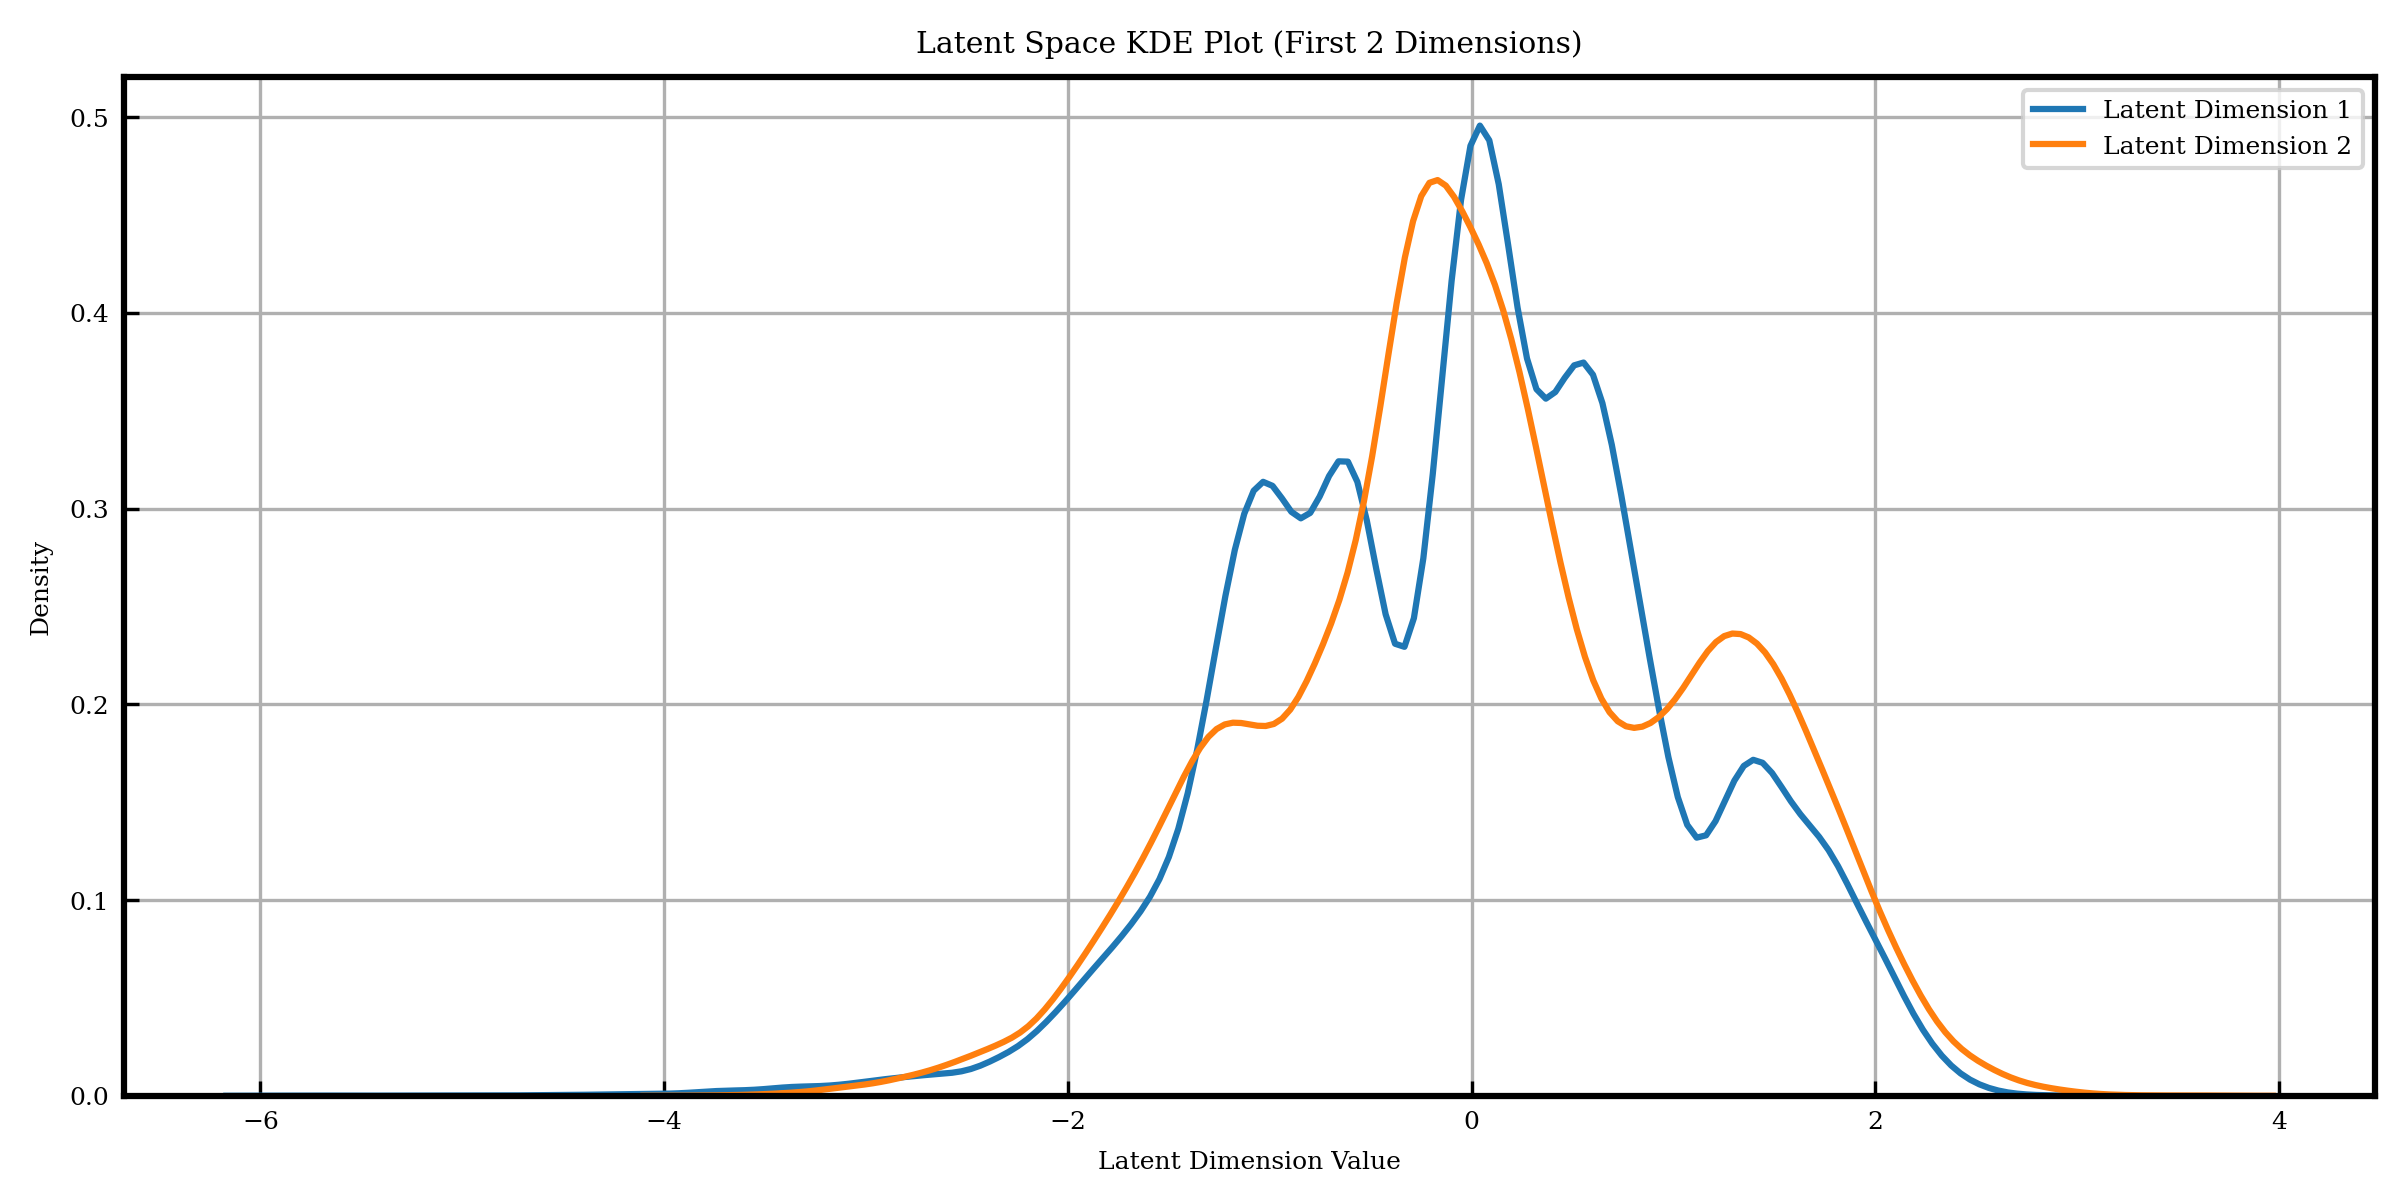 Latent Space KDE Plot (First 2 Dimensions)
Latent Dimension 1
Latent Dimension 2
Density
0.5
0.4
0.3
0.2
0.1
0.0
−6 −4 −2 0 2 4
Latent Dimension Value